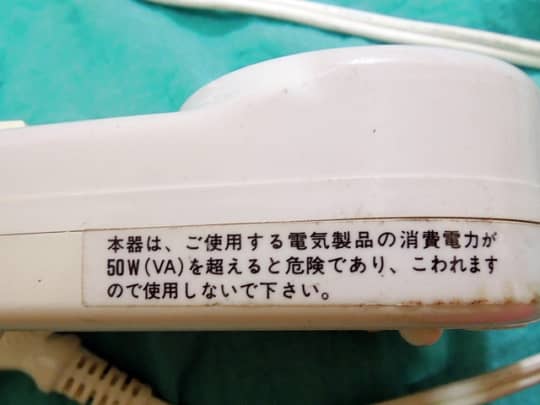 本器は、ご使用する電気製品の消費電力が
50W(VA)を超えると危険であり、こわれます
ので使用しないで下さい。